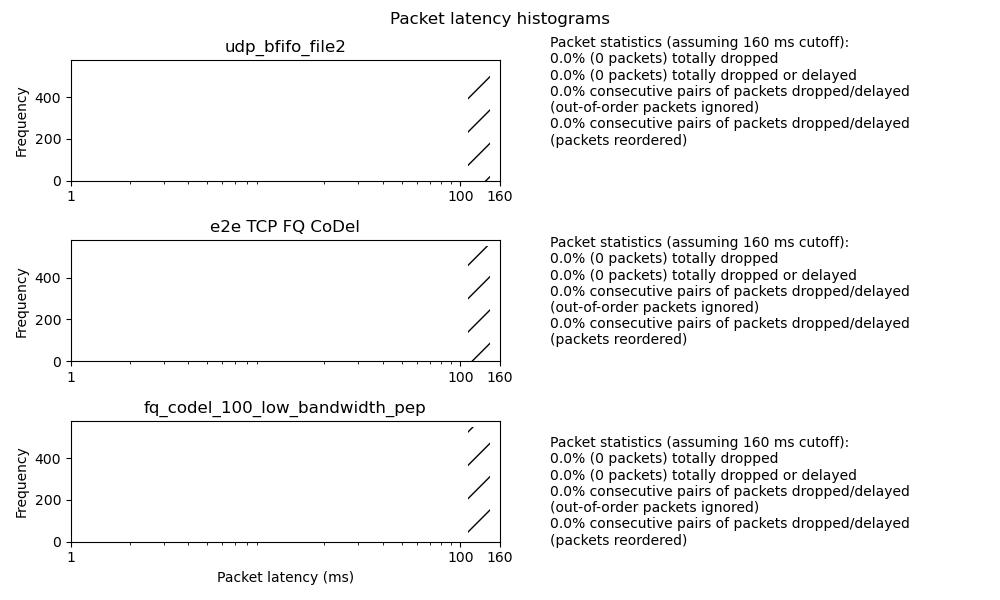 Packet latency histograms
udp_bfifo_file2
Frequency
400
200
0
1
100
160
Packet statistics (assuming 160 ms cutoff):
0.0% (0 packets) totally dropped
0.0% (0 packets) totally dropped or delayed
0.0% consecutive pairs of packets dropped/delayed
(out-of-order packets ignored)
0.0% consecutive pairs of packets dropped/delayed
(packets reordered)
e2e TCP FQ CoDel
Frequency
400
200
0
1
100
160
Packet statistics (assuming 160 ms cutoff):
0.0% (0 packets) totally dropped
0.0% (0 packets) totally dropped or delayed
0.0% consecutive pairs of packets dropped/delayed
(out-of-order packets ignored)
0.0% consecutive pairs of packets dropped/delayed
(packets reordered)
fq_codel_100_low_bandwidth_pep
Frequency
400
200
0
1
100
160
Packet latency (ms)
Packet statistics (assuming 160 ms cutoff):
0.0% (0 packets) totally dropped
0.0% (0 packets) totally dropped or delayed
0.0% consecutive pairs of packets dropped/delayed
(out-of-order packets ignored)
0.0% consecutive pairs of packets dropped/delayed
(packets reordered)